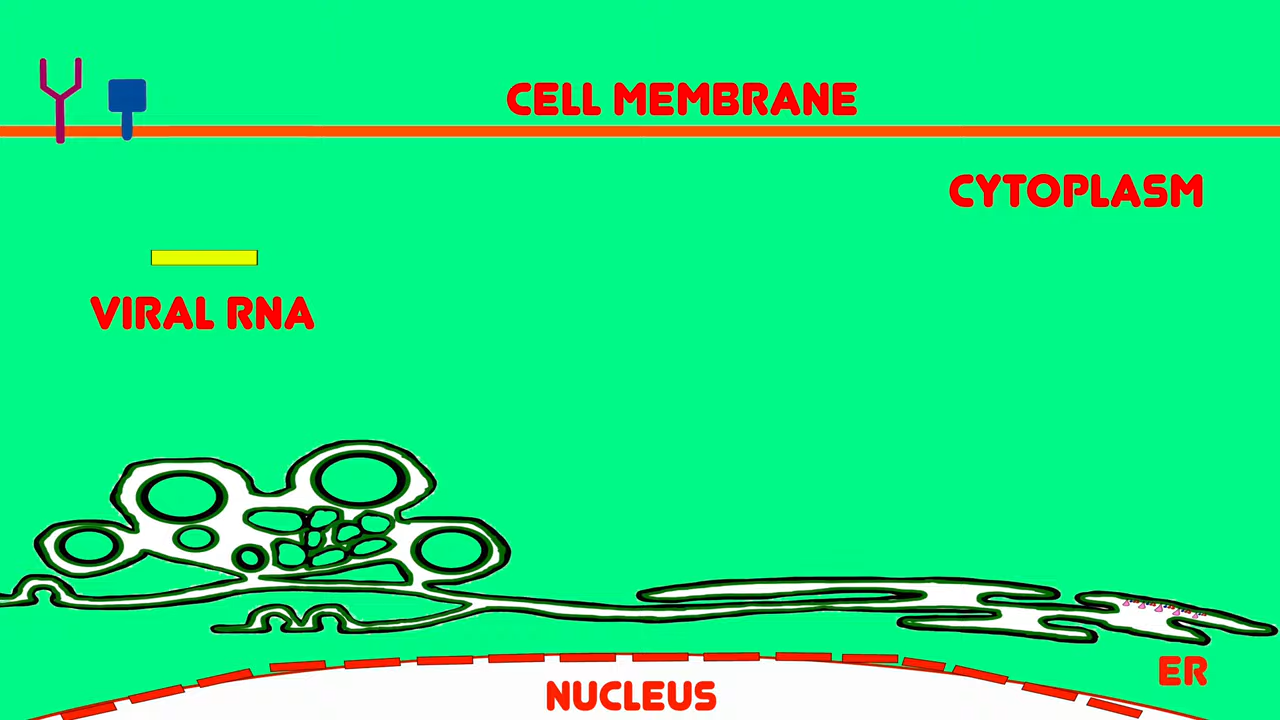 CELL MEMBRANE
CYTOPLASM
VIRAL RNA
ER
NUCLEUS